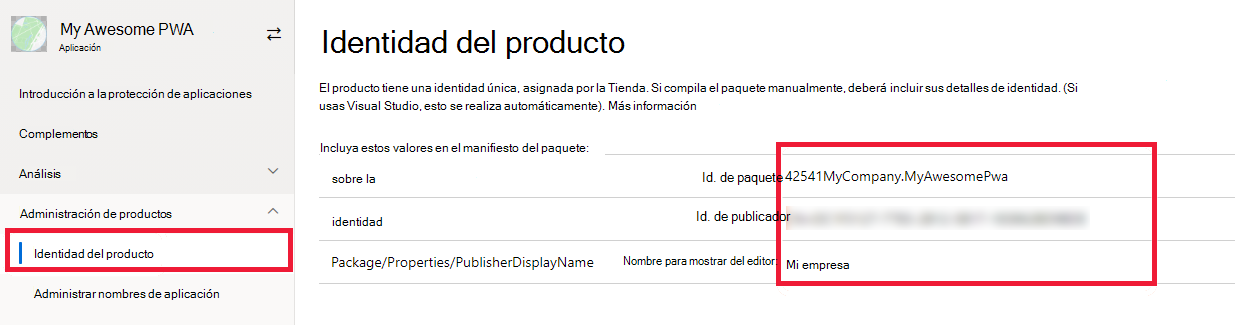 My Awesome PWA
Aplicación
Introducción a la protección de aplicaciones
Complementos
Análisis
Administración de productos
Identidad del producto
Administrar nombres de aplicación
Identidad del producto
El producto tiene una identidad única, asignada por la Tienda. Si compila el paquete manualmente, deberá incluir sus detalles de identidad. (Si
usas Visual Studio, esto se realiza automáticamente). Más información
Incluya estos valores en el manifiesto del paquete:
sobre la Id. de paquete 42541MyCompany.MyAwesomePwa
identidad Id. de publicador
Package/Properties/PublisherDisplayName Nombre para mostrar del editor: Mi empresa